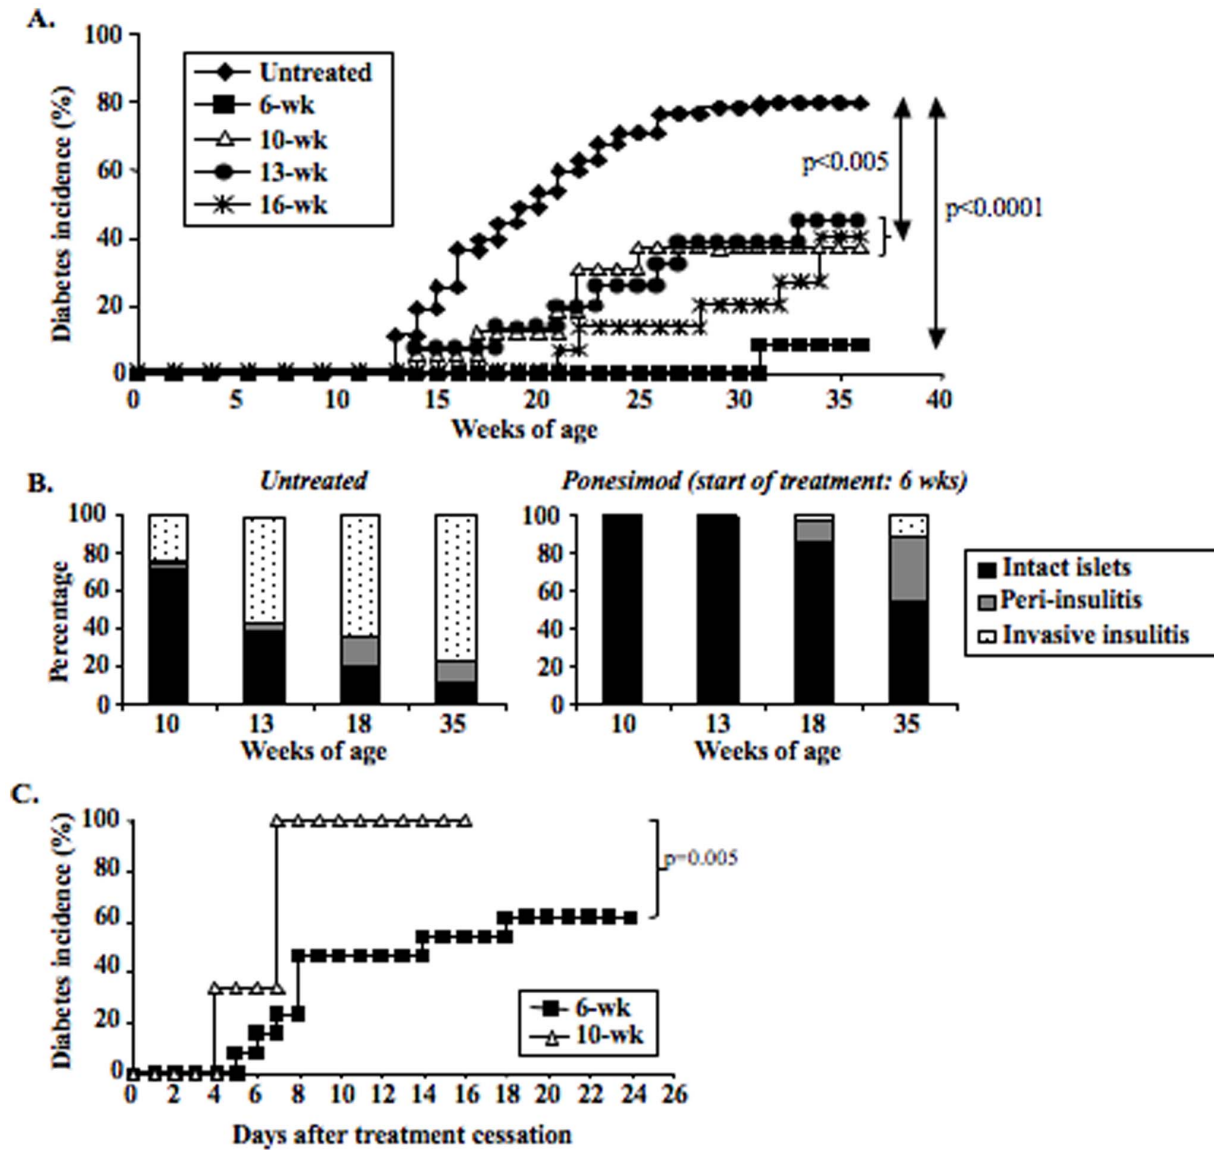 A.
Diabetes incidence (%)
100
80
60
40
20
0
Untreated
6-wk
10-wk
13-wk
16-wk
p<0.005
p<0.0001
0 5 10 15 20 25 30 35 40
Weeks of age
B.
Untreated
Percentage
100
80
60
40
20
0
10 13 18 35
Weeks of age
Ponesimod (start of treatment: 6 wks)
100
80
60
40
20
0
10 13 18 35
Weeks of age
Intact islets
Peri-insulitis
Invasive insulitis
C.
Diabetes incidence (%)
100
80
60
40
20
0
p=0.005
6-wk
10-wk
0 2 4 6 8 10 12 14 16 18 20 22 24 26
Days after treatment cessation